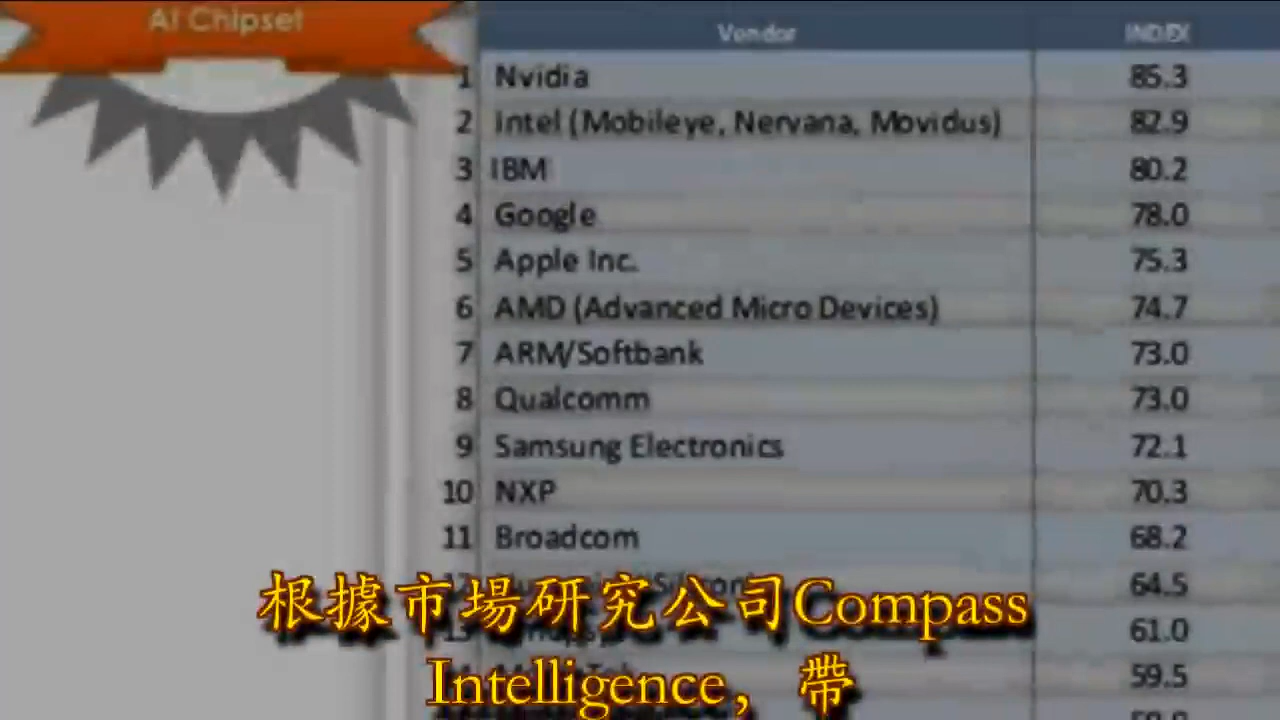 AI Chipset
Vendor INDEX
1 Nvidia 85.3
2 Intel (Mobileye, Nervana, Movidus) 82.9
3 IBM 80.2
4 Google 78.0
5 Apple Inc. 75.3
6 AMD (Advanced Micro Devices) 74.7
7 ARM/Softbank 73.0
8 Qualcomm 73.0
9 Samsung Electronics 72.1
10 NXP 70.3
11 Broadcom 68.2
64.5
61.0
59.5
根據市場研究公司Compass
Intelligence，帶